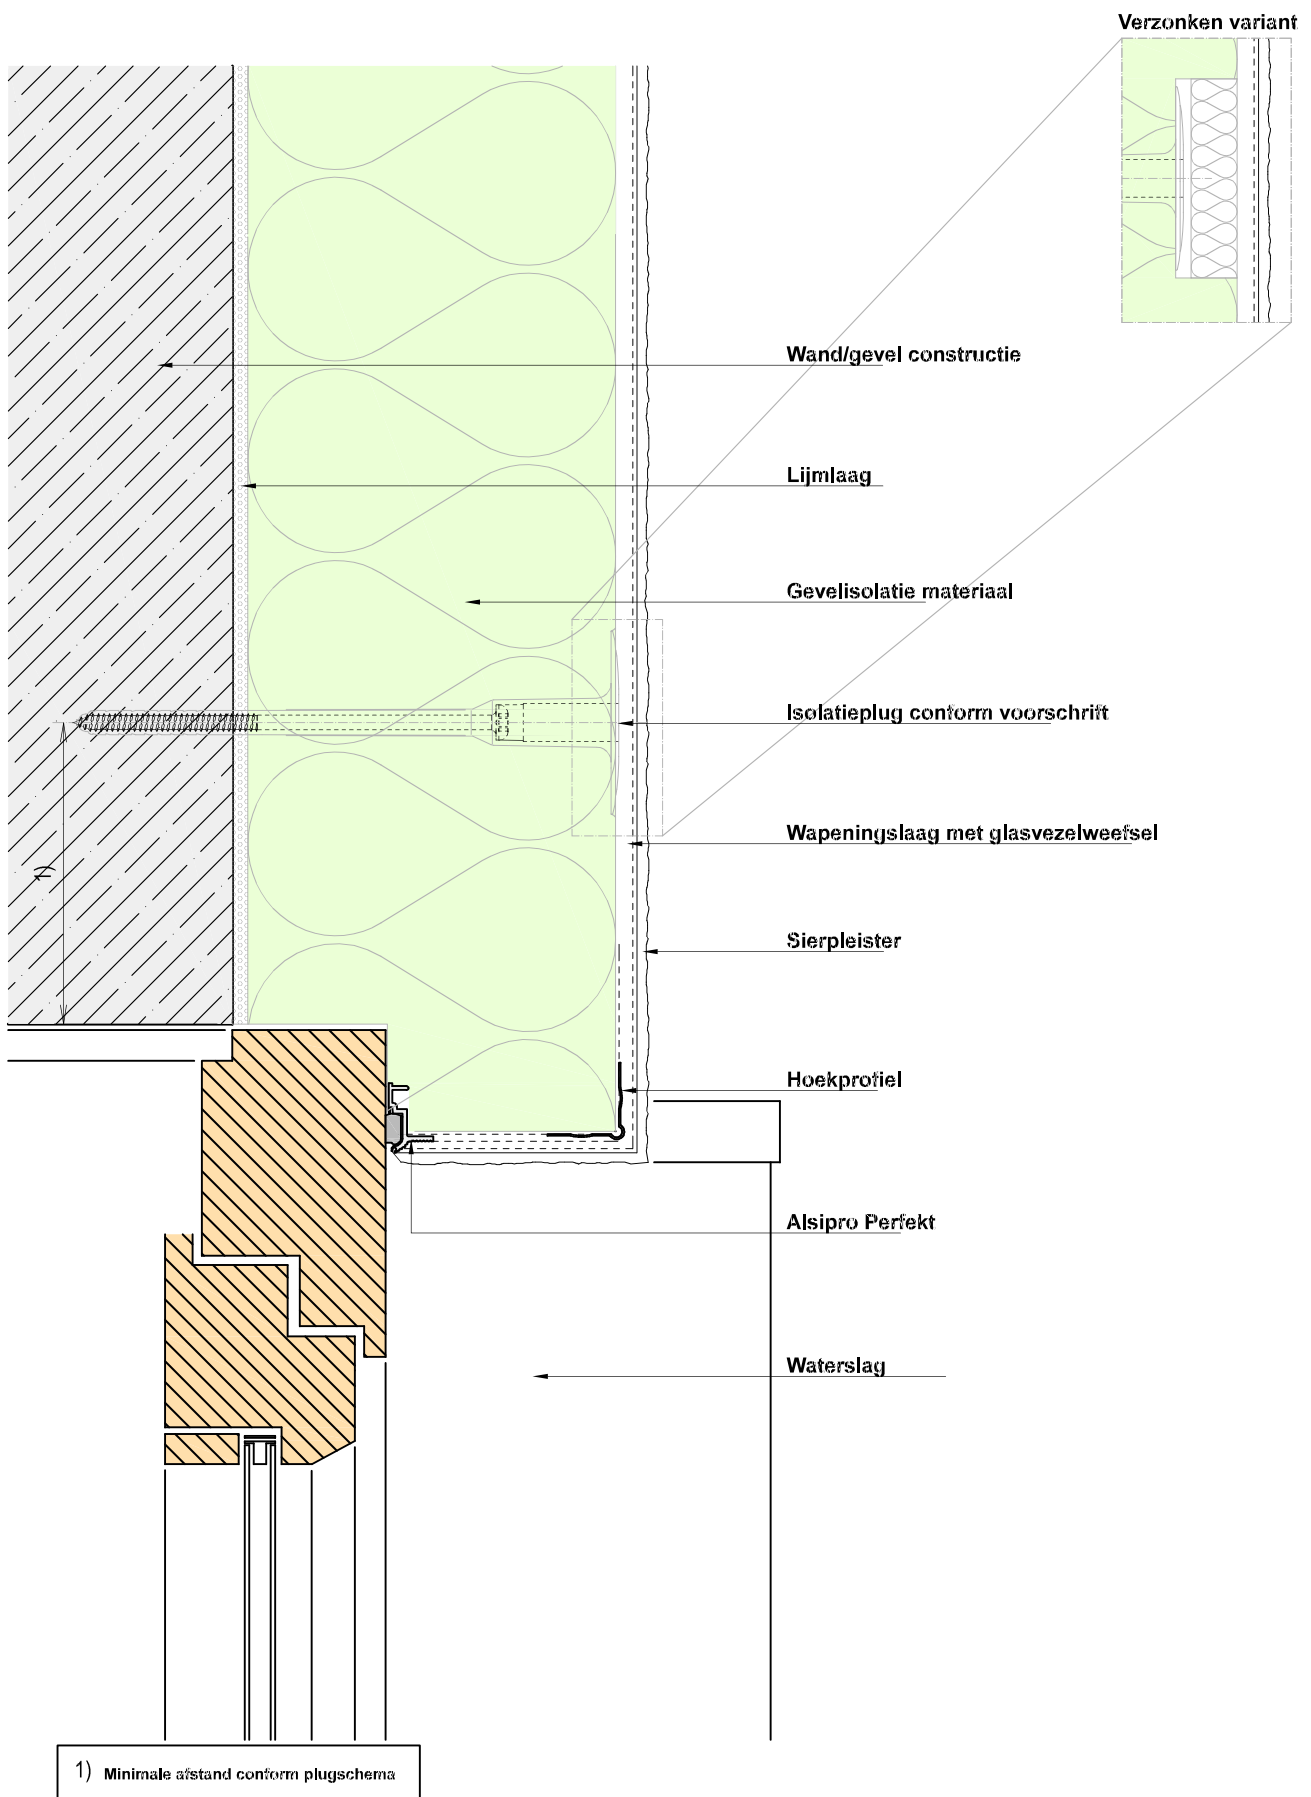 Verzonken variant
Wand/gevel constructie
Lijmlaag
Gevelisolatie materiaal
Isolatieplug conform voorschrift
Wapeningslaag met glasvezelweefsel
1)
Sierpleister
Hoekprofiel
Alsipro Perfekt
Waterslag
1) Minimale afstand conform plugschema